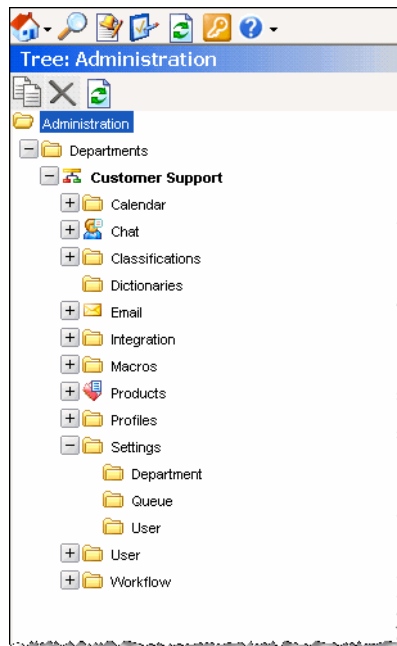 Tree: Administration
Administration
Departments
Customer Support
Calendar
Chat
Classifications
Dictionaries
Email
Integration
Macros
Products
Profiles
Settings
Department
Queue
User
User
Workflow